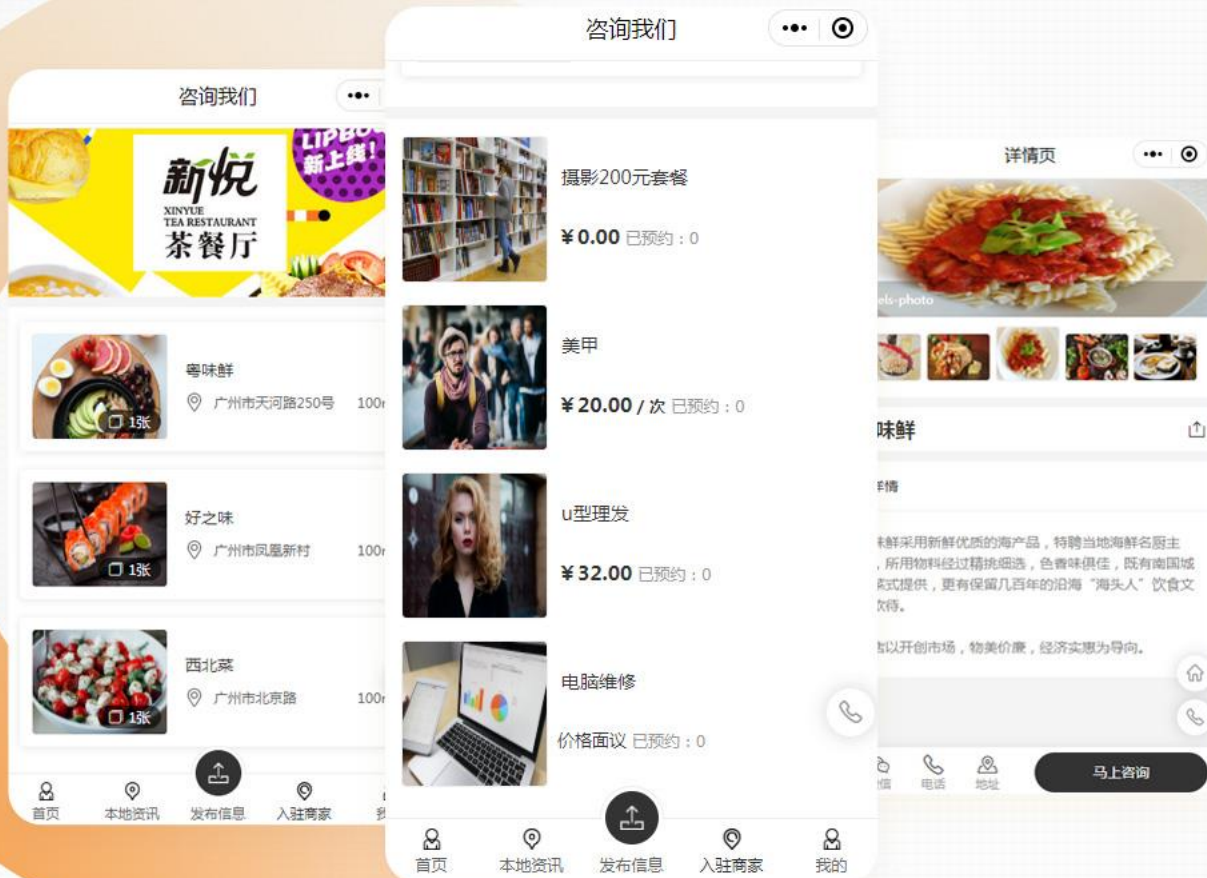 咨询我们
新悦
XINYUE
TEA RESTAURANT
茶餐厅
新上线!
粤味鲜
广州市天河路250号
1张
好之味
广州市凤凰新村
1张
西北菜
广州市北京路
1张
首页
本地资讯
发布信息
入驻商家
咨询我们
摄影200元套餐
¥0.00 已预约:0
美甲
¥20.00 / 次 已预约:0
u型理发
¥32.00 已预约:0
电脑维修
价格面议 已预约:0
首页
本地资讯
发布信息
入驻商家
我的
详情页
els-photo
味鲜
详情
味鲜采用新鲜优质的海产品,特聘当地海鲜名厨主
,所用物料经过精挑细选,色香味俱佳,既有南国城
菜式提供,更有保留几百年的沿海“海头人”饮食文
以开创市场,物美价廉,经济实惠为导向。
电话
地址
马上咨询